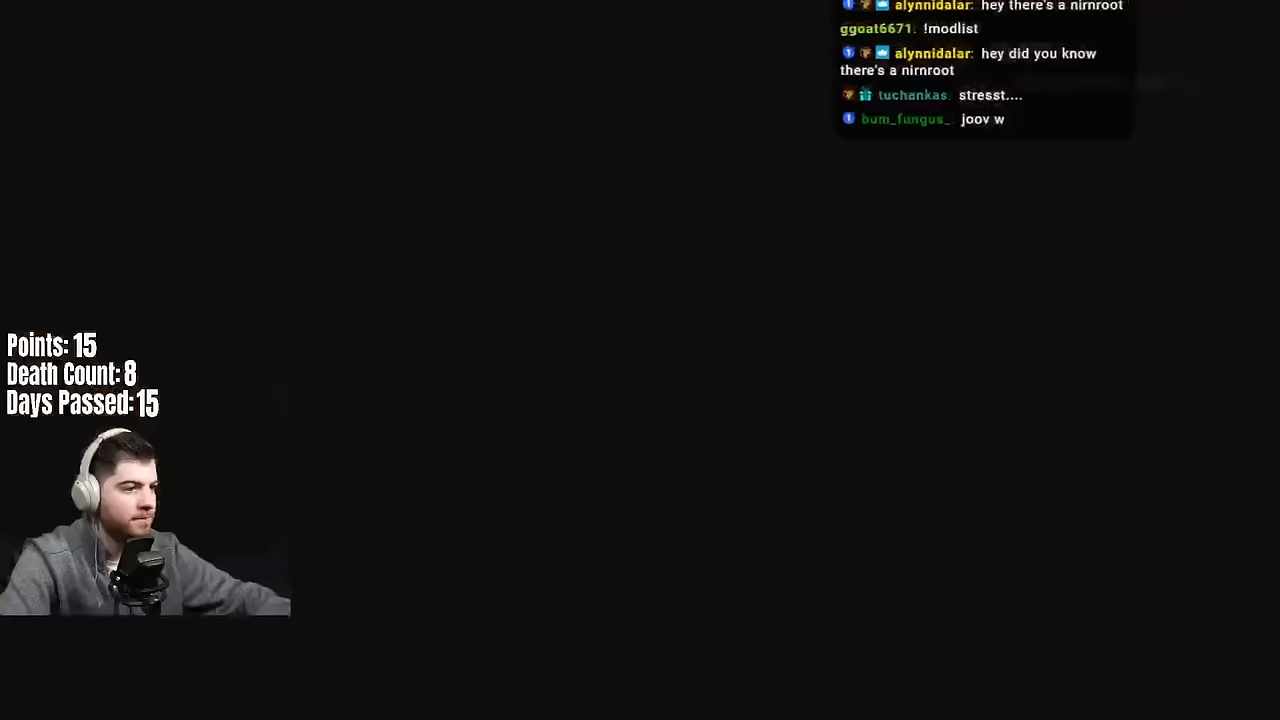 alynnidalar: hey there's a nirnroot
ggoat6671: !modlist
alynnidalar: hey did you know
there's a nirnroot
tuchankas: stresst....
bum_fungus_: joov w
Points: 15
Death Count: 8
Days Passed: 15